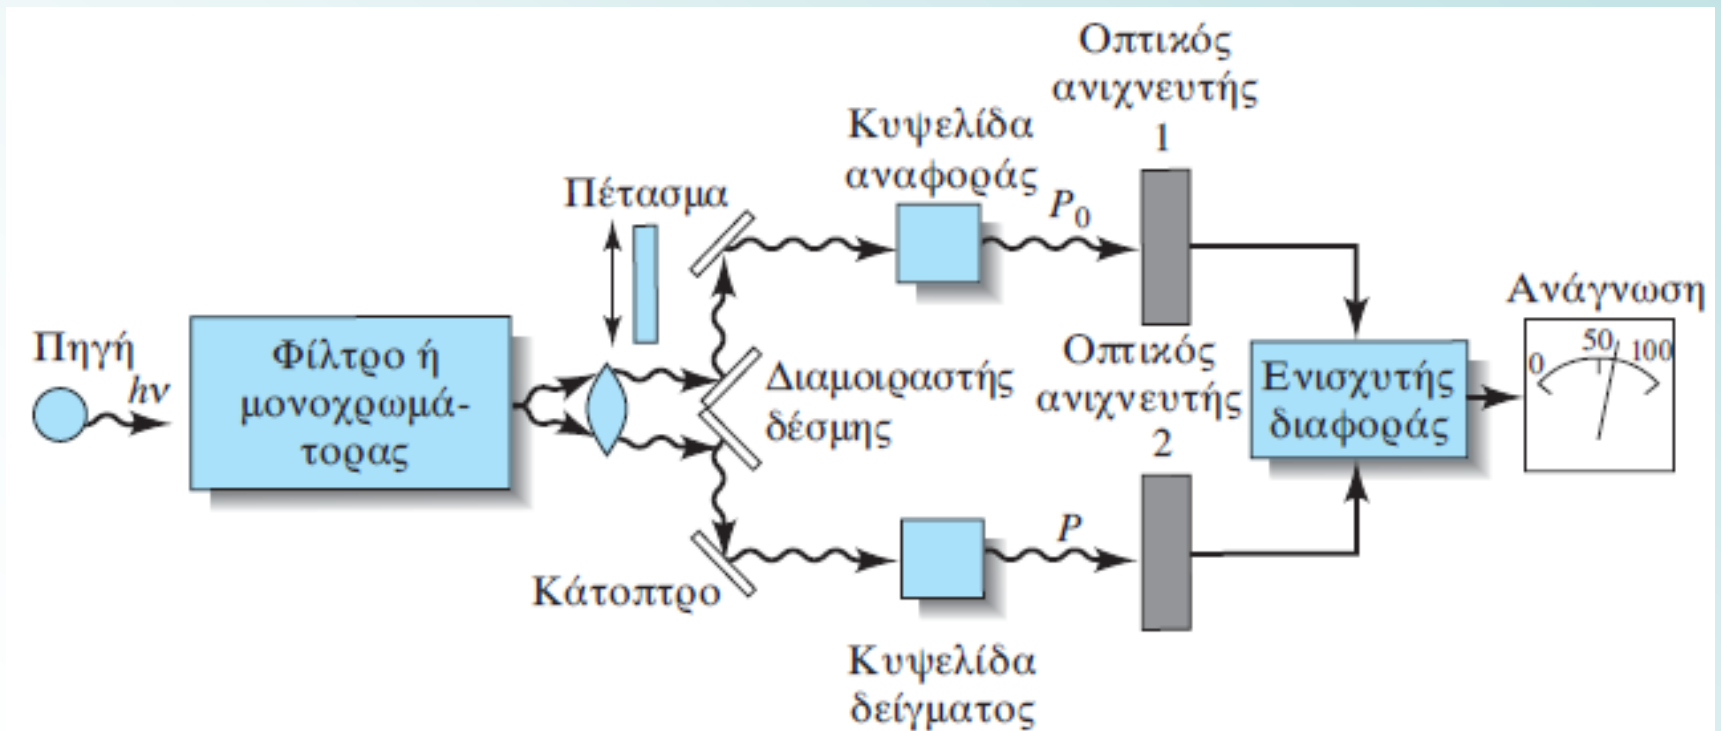 Πηγή
hν
Φίλτρο ή
μονοχρωμά-
τορας
Πέτασμα
Διαμοιραστής
δέσμης
Κάτοπτρο
Κυψελίδα
αναφοράς
P0
Οπτικός
ανιχνευτής
1
Κυψελίδα
δείγματος
P
Οπτικός
ανιχνευτής
2
Ενισχυτής
διαφοράς
Ανάγνωση
0 50 100